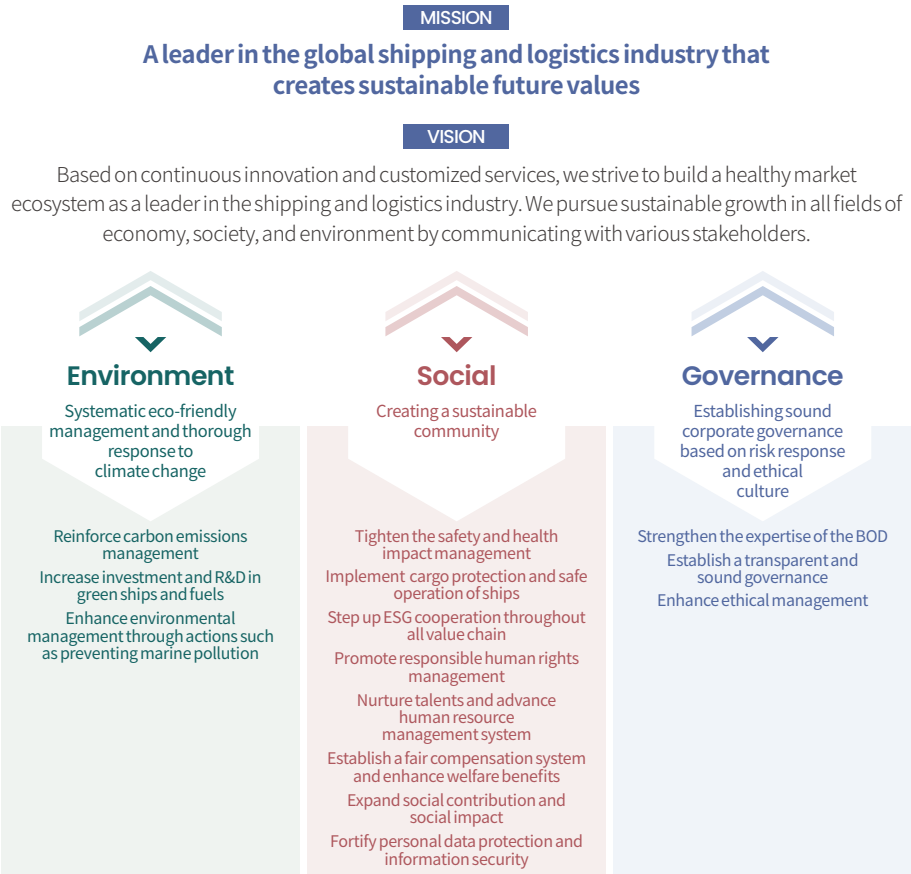 MISSION
A leader in the global shipping and logistics industry that
creates sustainable future values
VISION
Based on continuous innovation and customized services, we strive to build a healthy market
ecosystem as a leader in the shipping and logistics industry. We pursue sustainable growth in all fields of
economy, society, and environment by communicating with various stakeholders.
Environment
Systematic eco-friendly
management and thorough
response to
climate change
Reinforce carbon emissions
management
Increase investment and R&D in
green ships and fuels
Enhance environmental
management through actions such
as preventing marine pollution
Social
Creating a sustainable
community
Tighten the safety and health
impact management
Implement cargo protection and safe
operation of ships
Step up ESG cooperation throughout
all value chain
Promote responsible human rights
management
Nurture talents and advance
human resource
management system
Establish a fair compensation system
and enhance welfare benefits
Expand social contribution and
social impact
Fortify personal data protection and
information security
Governance
Establishing sound
corporate governance
based on risk response
and ethical
culture
Strengthen the expertise of the BOD
Establish a transparent and
sound governance
Enhance ethical management